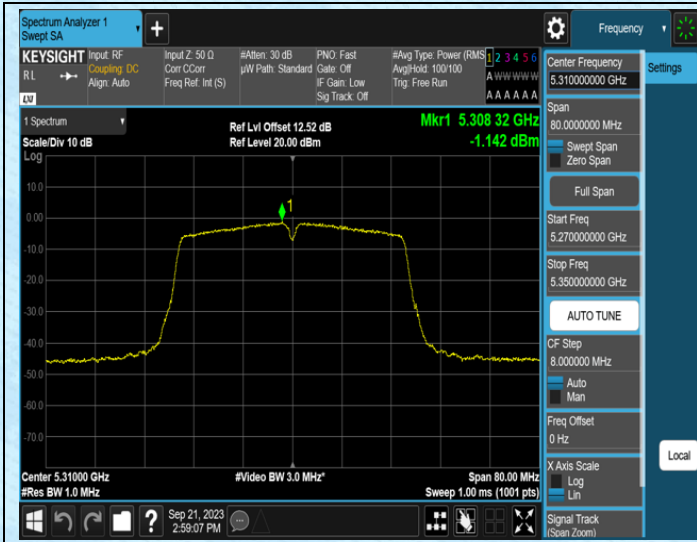 Spectrum Analyzer 1
Swept SA
Frequency
KEYSIGHT
RL
LXI
Input: RF
Coupling: DC
Align: Auto
Input Z: 50 Ω
Corr CCorr
Freq Ref: Int (S)
#Atten: 30 dB
µW Path: Standard
PNO: Fast
Gate: Off
IF Gain: Low
Sig Track: Off
#Avg Type: Power (RMS
Avg|Hold: 100/100
Trig: Free Run
1 2 3 4 5 6
A W W W W W
A A A A A A
1 Spectrum
Scale/Div 10 dB
Log
Ref Lvl Offset 12.52 dB
Ref Level 20.00 dBm
Mkr1 5.308 32 GHz
-1.142 dBm
10.0
0.00
-10.0
-20.0
-30.0
-40.0
-50.0
-60.0
-70.0
1
Center 5.31000 GHz
#Res BW 1.0 MHz
#Video BW 3.0 MHz*
Span 80.00 MHz
Sweep 1.00 ms (1001 pts)
Sep 21, 2023
2:59:07 PM
?
Center Frequency
5.310000000 GHz
Span
80.0000000 MHz
Swept Span
Zero Span
Full Span
Start Freq
5.270000000 GHz
Stop Freq
5.350000000 GHz
AUTO TUNE
CF Step
8.000000 MHz
Auto
Man
Freq Offset
0 Hz
X Axis Scale
Log
Lin
Signal Track
(Span Zoom)
Settings
Local